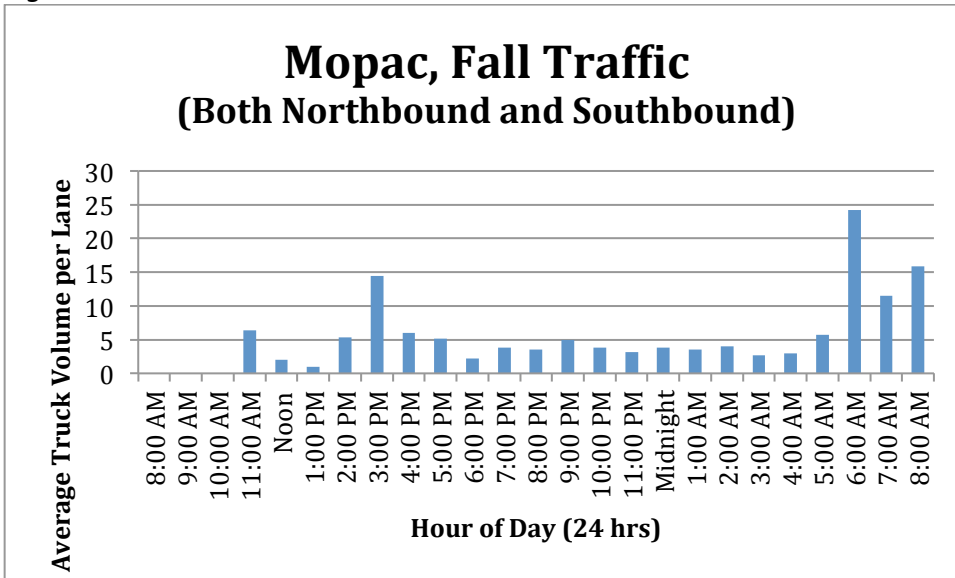 Mopac, Fall Traffic
(Both Northbound and Southbound)
Average Truck Volume per Lane
30
25
20
15
10
5
0
8:00 AM
9:00 AM
10:00 AM
11:00 AM
Noon
1:00 PM
2:00 PM
3:00 PM
4:00 PM
5:00 PM
6:00 PM
7:00 PM
8:00 PM
9:00 PM
10:00 PM
11:00 PM
Midnight
1:00 AM
2:00 AM
3:00 AM
4:00 AM
5:00 AM
6:00 AM
7:00 AM
8:00 AM
Hour of Day (24 hrs)